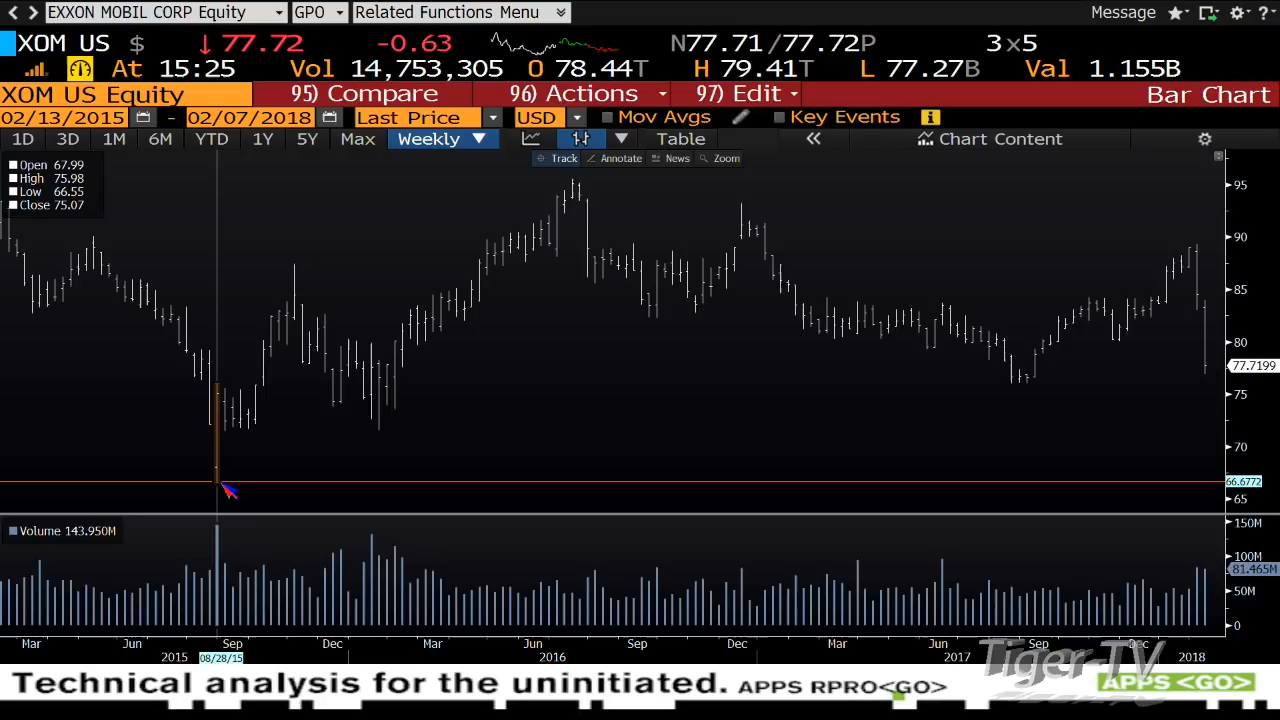 EXXON MOBIL CORP Equity GPO Related Functions Menu Message ?
XOM US $ ↓77.72 -0.63 N77.71/77.72P 3x5
At 15:25 Vol 14,753,305 O 78.44T H 79.41T L 77.27B Val 1.155B
XOM US Equity 95) Compare 96) Actions 97) Edit Bar Chart
02/13/2015 - 02/07/2018 Last Price USD Mov Avgs Key Events i
1D 3D 1M 6M YTD 1Y 5Y Max Weekly ▼ Table « Chart Content
Track Annotate News Zoom
Open 67.99
High 75.98
Low 66.55
Close 75.07
95
90
85
80
77.7199
75
70
66.6772
65
Volume 143.950M
150M
100M
81.465M
50M
0
Mar Jun Sep Dec Mar Jun Sep Dec Mar Jun Sep Dec
2015 08/28/15 2016 2017 2018
Tiger-TV
Technical analysis for the uninitiated. APPS RPRO<GO> APPS <GO>